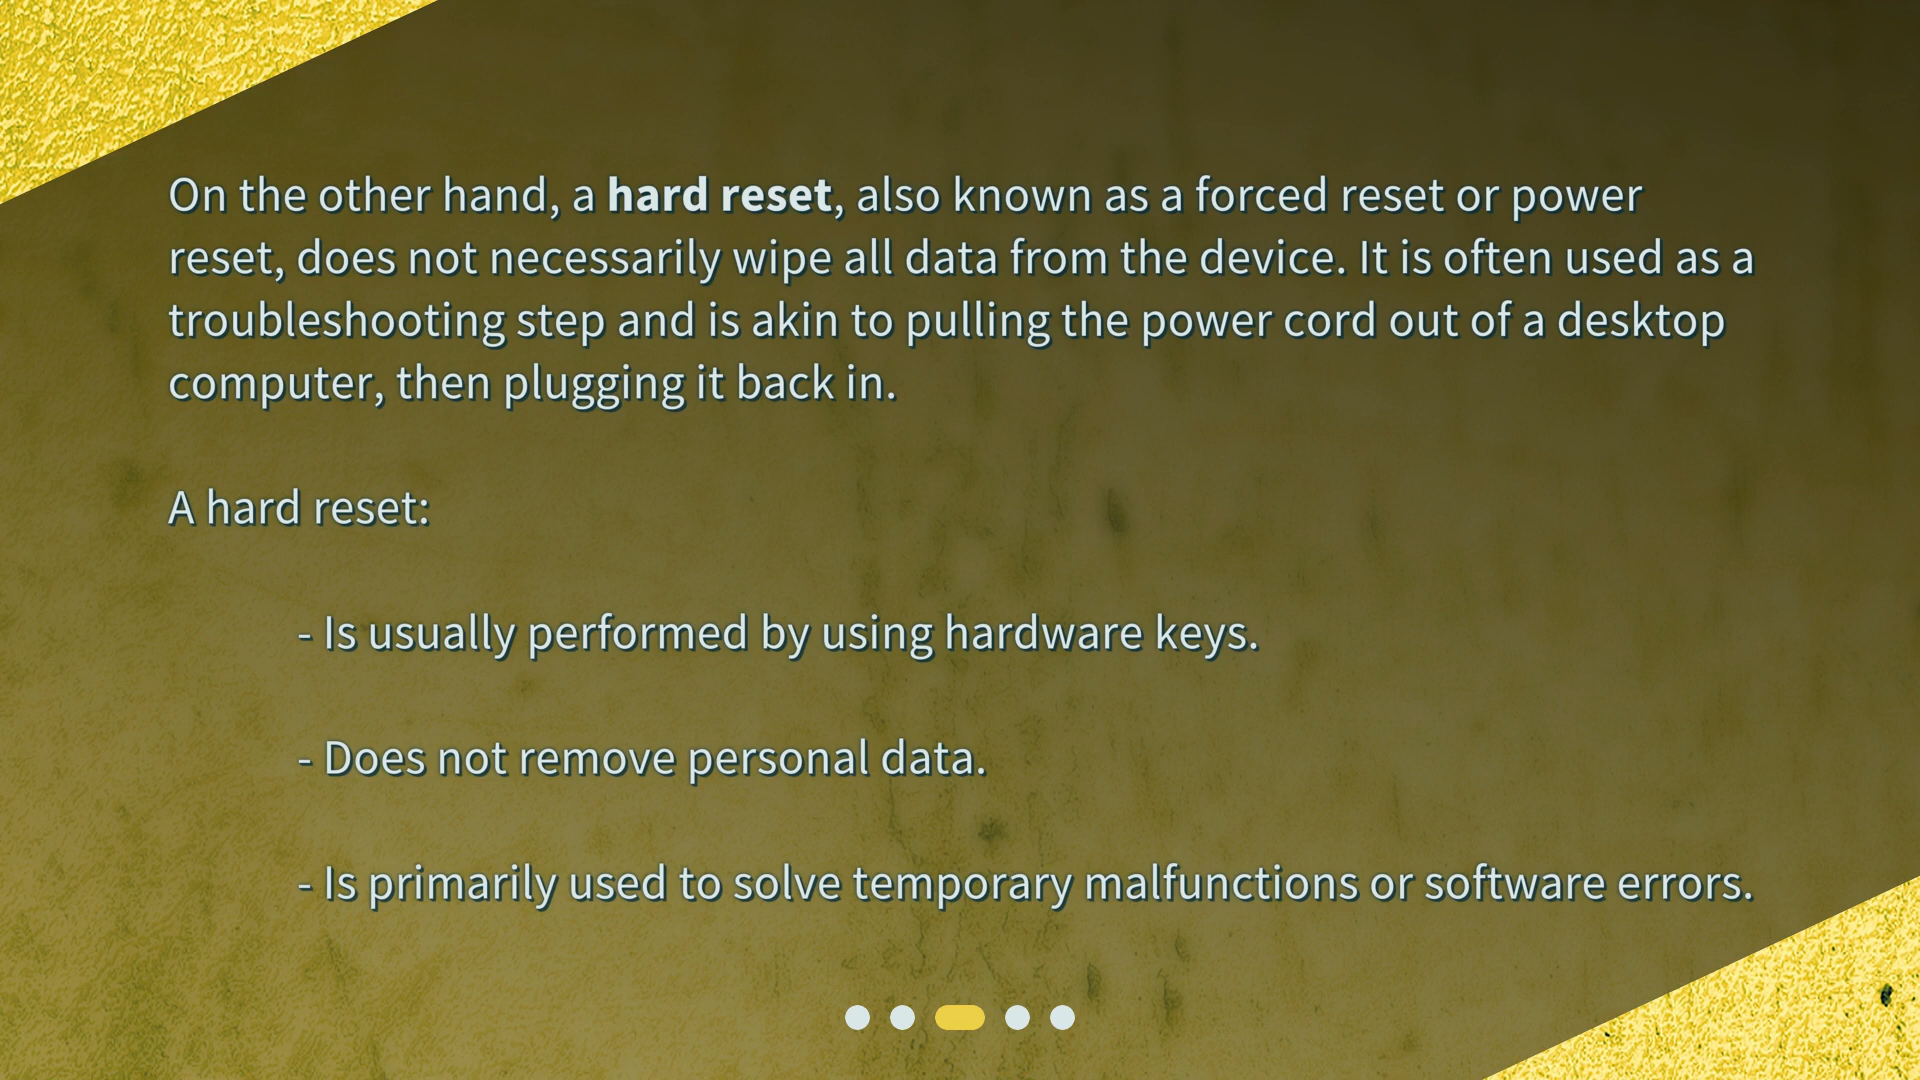 On the other hand, a hard reset, also known as a forced reset or power
reset, does not necessarily wipe all data from the device. It is often used as a
troubleshooting step and is akin to pulling the power cord out of a desktop
computer, then plugging it back in.
A hard reset:
- Is usually performed by using hardware keys.
- Does not remove personal data.
- Is primarily used to solve temporary malfunctions or software errors.